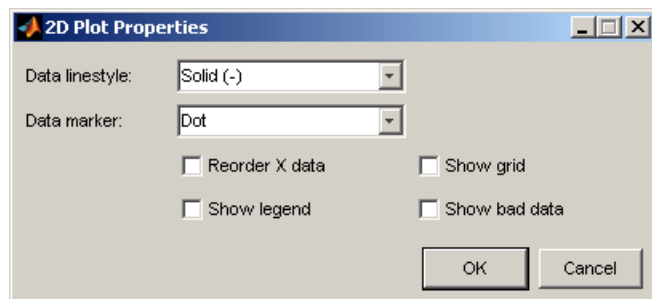 2D Plot Properties
Data linestyle: Solid (-)
Data marker: Dot
Reorder X data Show grid
Show legend Show bad data
OK Cancel